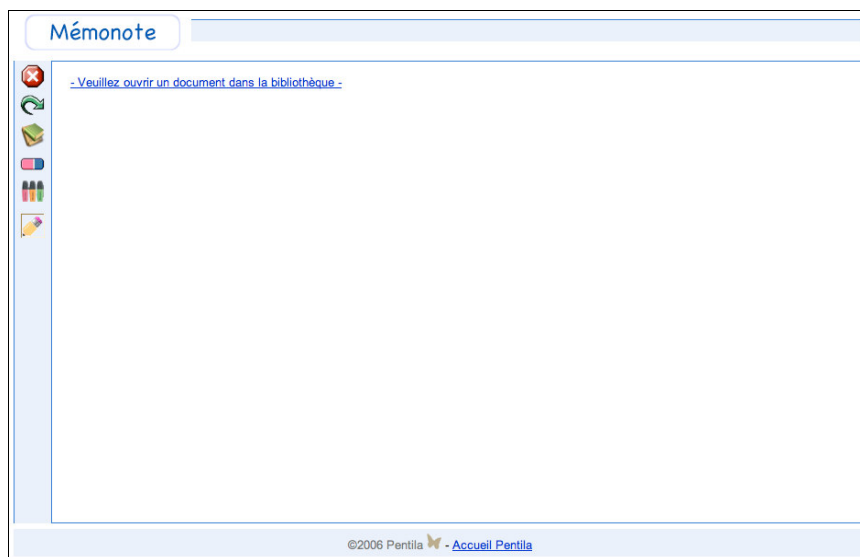 Mémonote
- Veuillez ouvrir un document dans la bibliothèque -
©2006 Pentila - Accueil Pentila